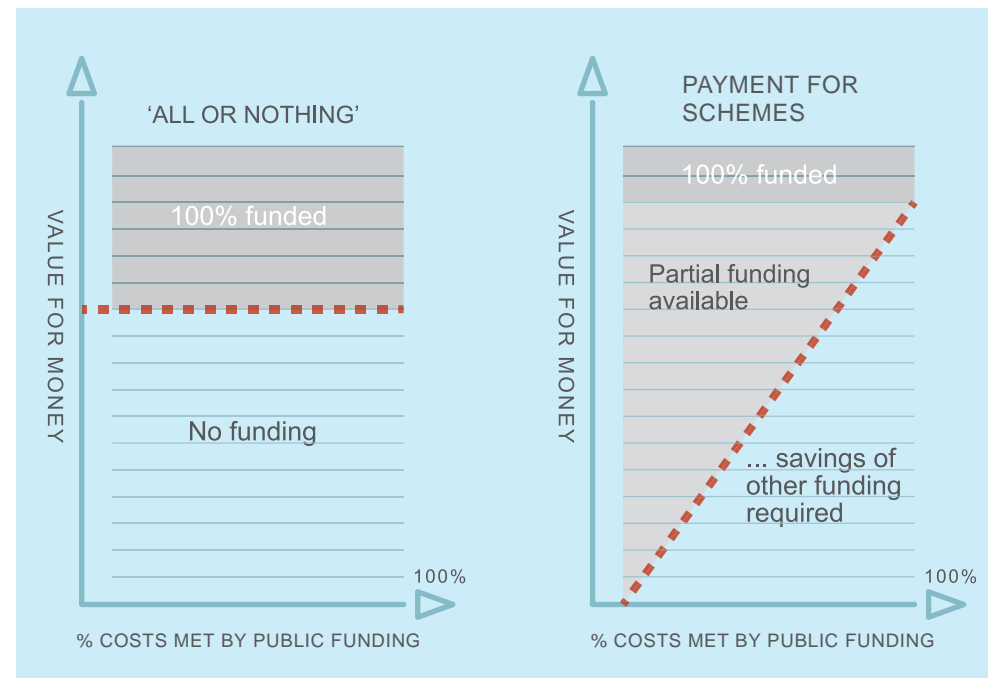 ‘ALL OR NOTHING’
100% funded
No funding
VALUE FOR MONEY
100%
% COSTS MET BY PUBLIC FUNDING
PAYMENT FOR
SCHEMES
100% funded
Partial funding
available
... savings of
other funding
required
VALUE FOR MONEY
100%
% COSTS MET BY PUBLIC FUNDING